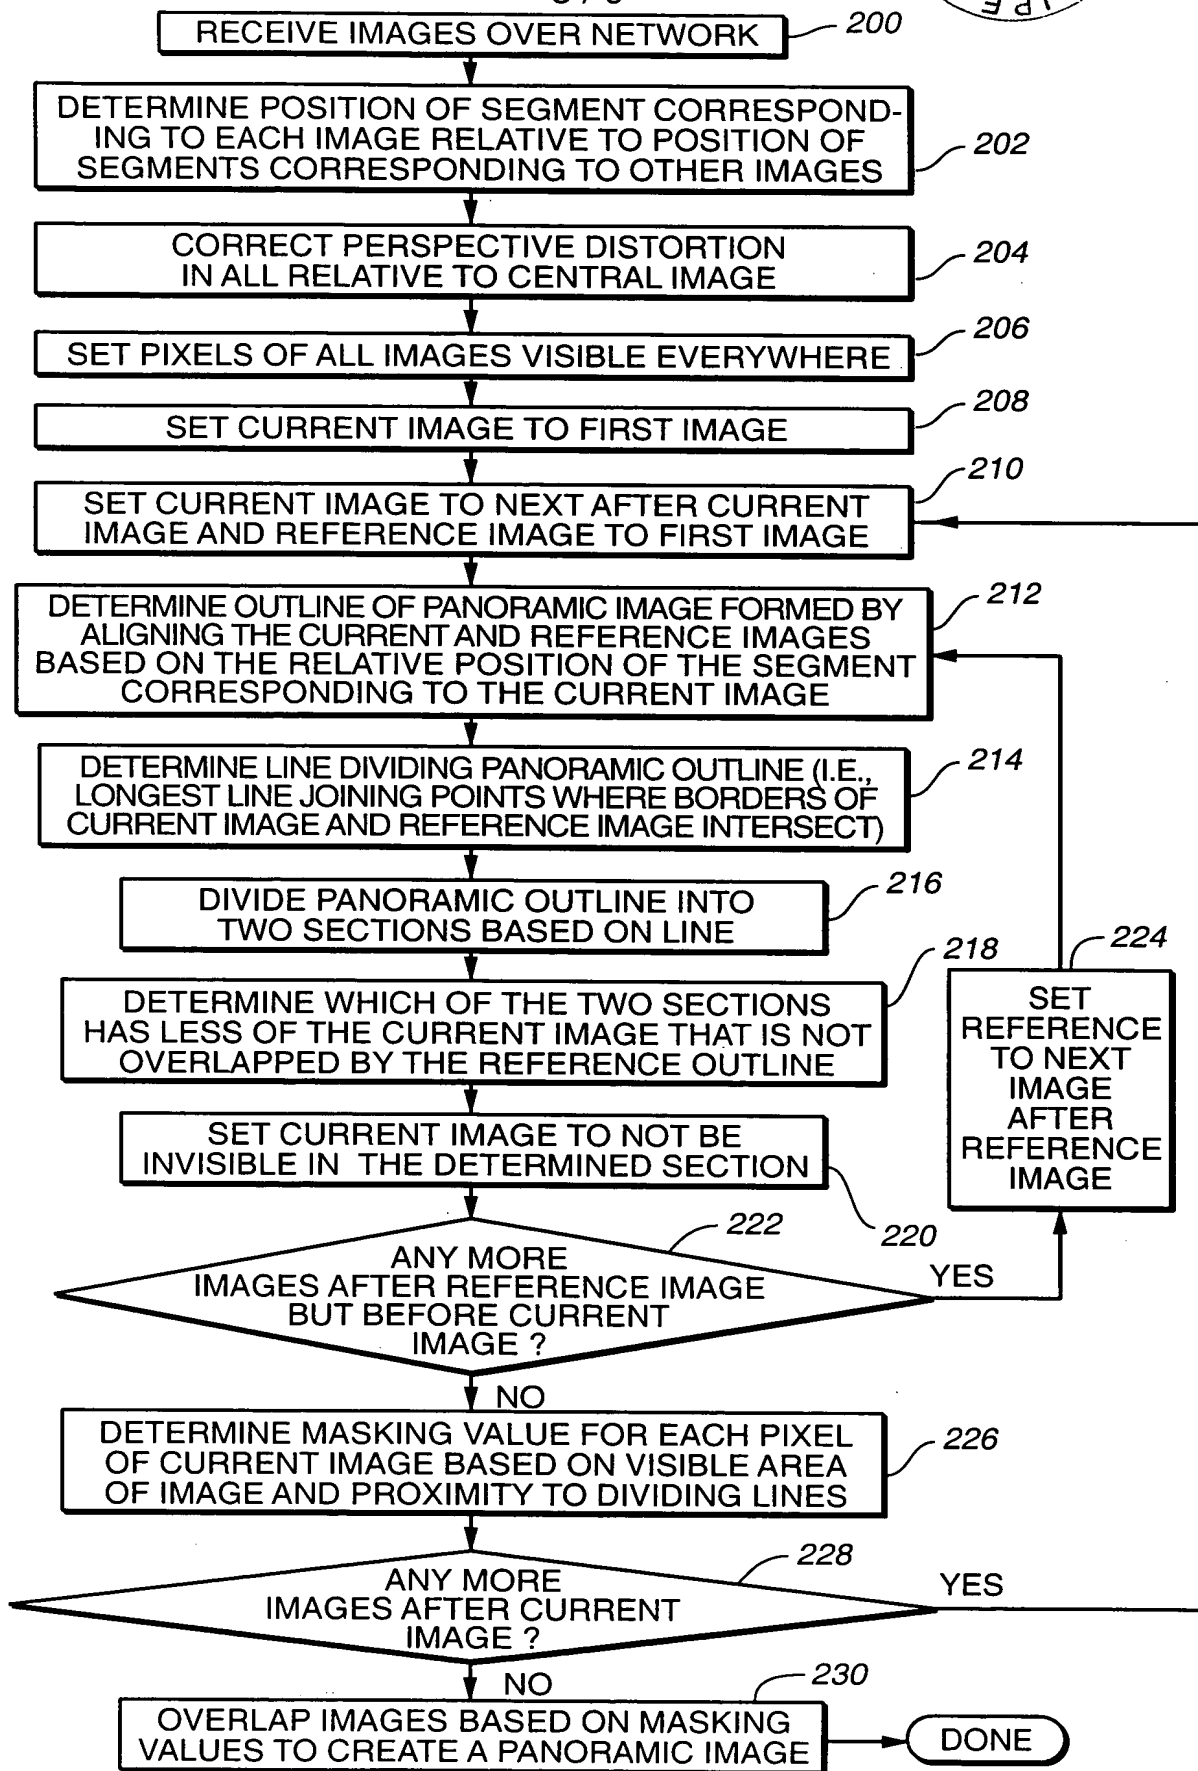 RECEIVE IMAGES OVER NETWORK
200
DETERMINE POSITION OF SEGMENT CORRESPOND-
ING TO EACH IMAGE RELATIVE TO POSITION OF
SEGMENTS CORRESPONDING TO OTHER IMAGES
202
CORRECT PERSPECTIVE DISTORTION
IN ALL RELATIVE TO CENTRAL IMAGE
204
SET PIXELS OF ALL IMAGES VISIBLE EVERYWHERE
206
SET CURRENT IMAGE TO FIRST IMAGE
208
SET CURRENT IMAGE TO NEXT AFTER CURRENT
IMAGE AND REFERENCE IMAGE TO FIRST IMAGE
210
DETERMINE OUTLINE OF PANORAMIC IMAGE FORMED BY
ALIGNING THE CURRENT AND REFERENCE IMAGES
BASED ON THE RELATIVE POSITION OF THE SEGMENT
CORRESPONDING TO THE CURRENT IMAGE
212
DETERMINE LINE DIVIDING PANORAMIC OUTLINE (I.E.,
LONGEST LINE JOINING POINTS WHERE BORDERS OF
CURRENT IMAGE AND REFERENCE IMAGE INTERSECT)
214
DIVIDE PANORAMIC OUTLINE INTO
TWO SECTIONS BASED ON LINE
216
DETERMINE WHICH OF THE TWO SECTIONS
HAS LESS OF THE CURRENT IMAGE THAT IS NOT
OVERLAPPED BY THE REFERENCE OUTLINE
218
SET
REFERENCE
TO NEXT
IMAGE
AFTER
REFERENCE
IMAGE
224
SET CURRENT IMAGE TO NOT BE
INVISIBLE IN THE DETERMINED SECTION
220
ANY MORE
IMAGES AFTER REFERENCE IMAGE
BUT BEFORE CURRENT
IMAGE ?
222
YES
NO
DETERMINE MASKING VALUE FOR EACH PIXEL
OF CURRENT IMAGE BASED ON VISIBLE AREA
OF IMAGE AND PROXIMITY TO DIVIDING LINES
226
ANY MORE
IMAGES AFTER CURRENT
IMAGE ?
228
YES
NO
OVERLAP IMAGES BASED ON MASKING
VALUES TO CREATE A PANORAMIC IMAGE
230
DONE